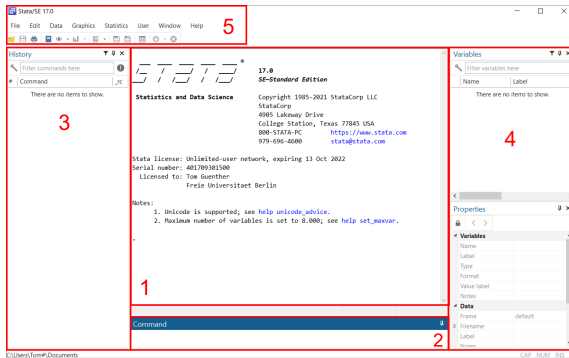 Stata/SE 17.0
File Edit Data Graphics Statistics User Window Help
5
History
Filter commands here
# Command _rc
There are no items to show.
3
17.0
SE—Standard Edition
Statistics and Data Science Copyright 1985-2021 StataCorp LLC
StataCorp
4905 Lakeway Drive
College Station, Texas 77845 USA
800-STATA-PC https://www.stata.com
979-696-4600 stata@stata.com
Stata license: Unlimited-user network, expiring 13 Oct 2022
Serial number: 401709301500
Licensed to: Tom Guenther
Freie Universitaet Berlin
Notes:
1. Unicode is supported; see help unicode_advice.
2. Maximum number of variables is set to 8,000; see help set_maxvar.
.
1
Command
2
Variables
Filter variables here
Name Label
There are no items to show.
4
Properties
Variables
Name
Label
Type
Format
Value label
Notes
Data
Frame default
Filename
Label
Notes
C:\Users\Tom#\Documents
CAP NUM INS